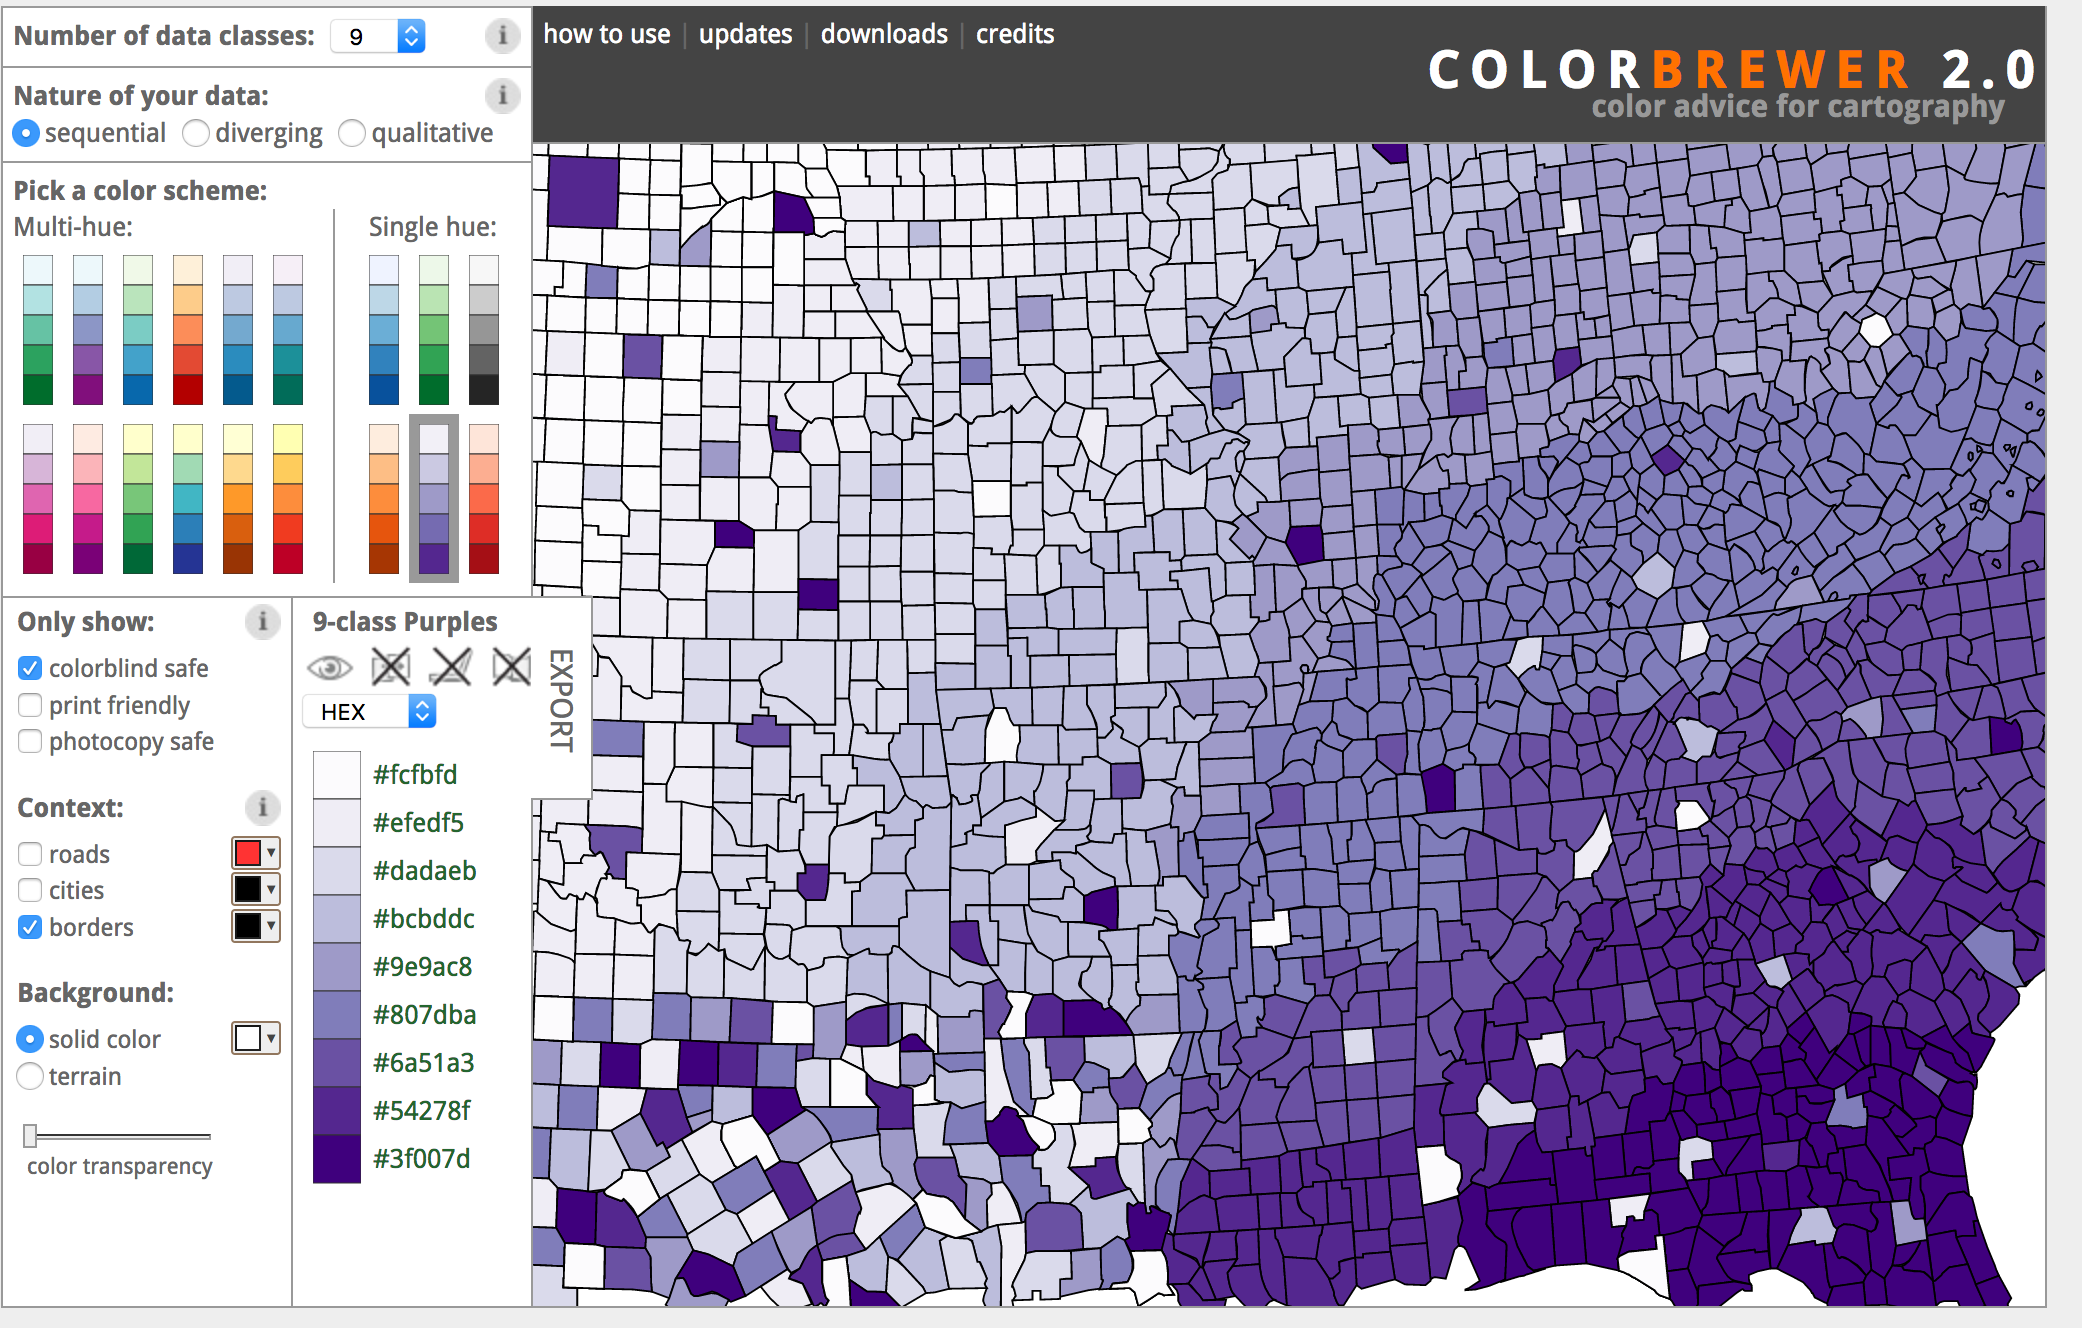 Number of data classes: 9
how to use | updates | downloads | credits
COLORBREWER 2.0
color advice for cartography
Nature of your data:
sequential diverging qualitative
Pick a color scheme:
Multi-hue: Single hue:
Only show:
colorblind safe
print friendly
photocopy safe
Context:
roads
cities
borders
Background:
solid color
terrain
color transparency
9-class Purples
EXPORT
HEX
#fcfbfd
#efedf5
#dadaeb
#bcbddc
#9e9ac8
#807dba
#6a51a3
#54278f
#3f007d